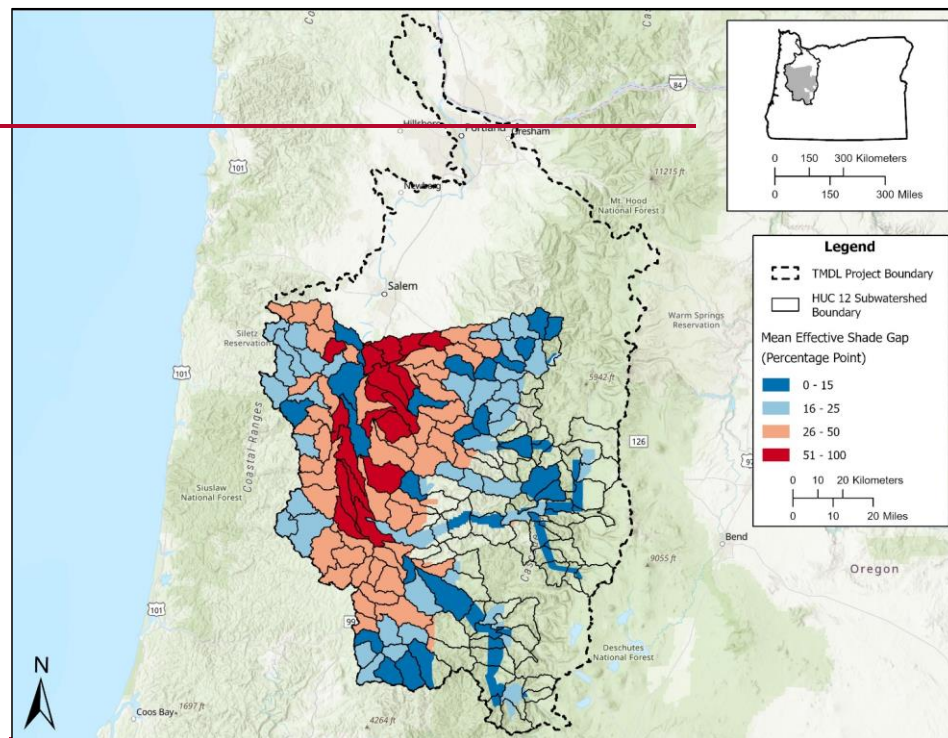 84
Hillsboro
Portland
Gresham
101
Newberg
11215 ft
Mt. Hood
National Forest
Salem
Siletz
Reservation
Warm Springs
Reservation
101
5942 ft
Coastal Ranges
126
97
Siuslaw
National Forest
Bend
9055 ft
Oregon
101
99
Deschutes
National Forest
1697 ft
Coos Bay
4264 ft
N
0 150 300 Kilometers
0 150 300 Miles
Legend
TMDL Project Boundary
HUC 12 Subwatershed
Boundary
Mean Effective Shade Gap
(Percentage Point)
0 - 15
16 - 25
26 - 50
51 - 100
0 10 20 Kilometers
0 10 20 Miles